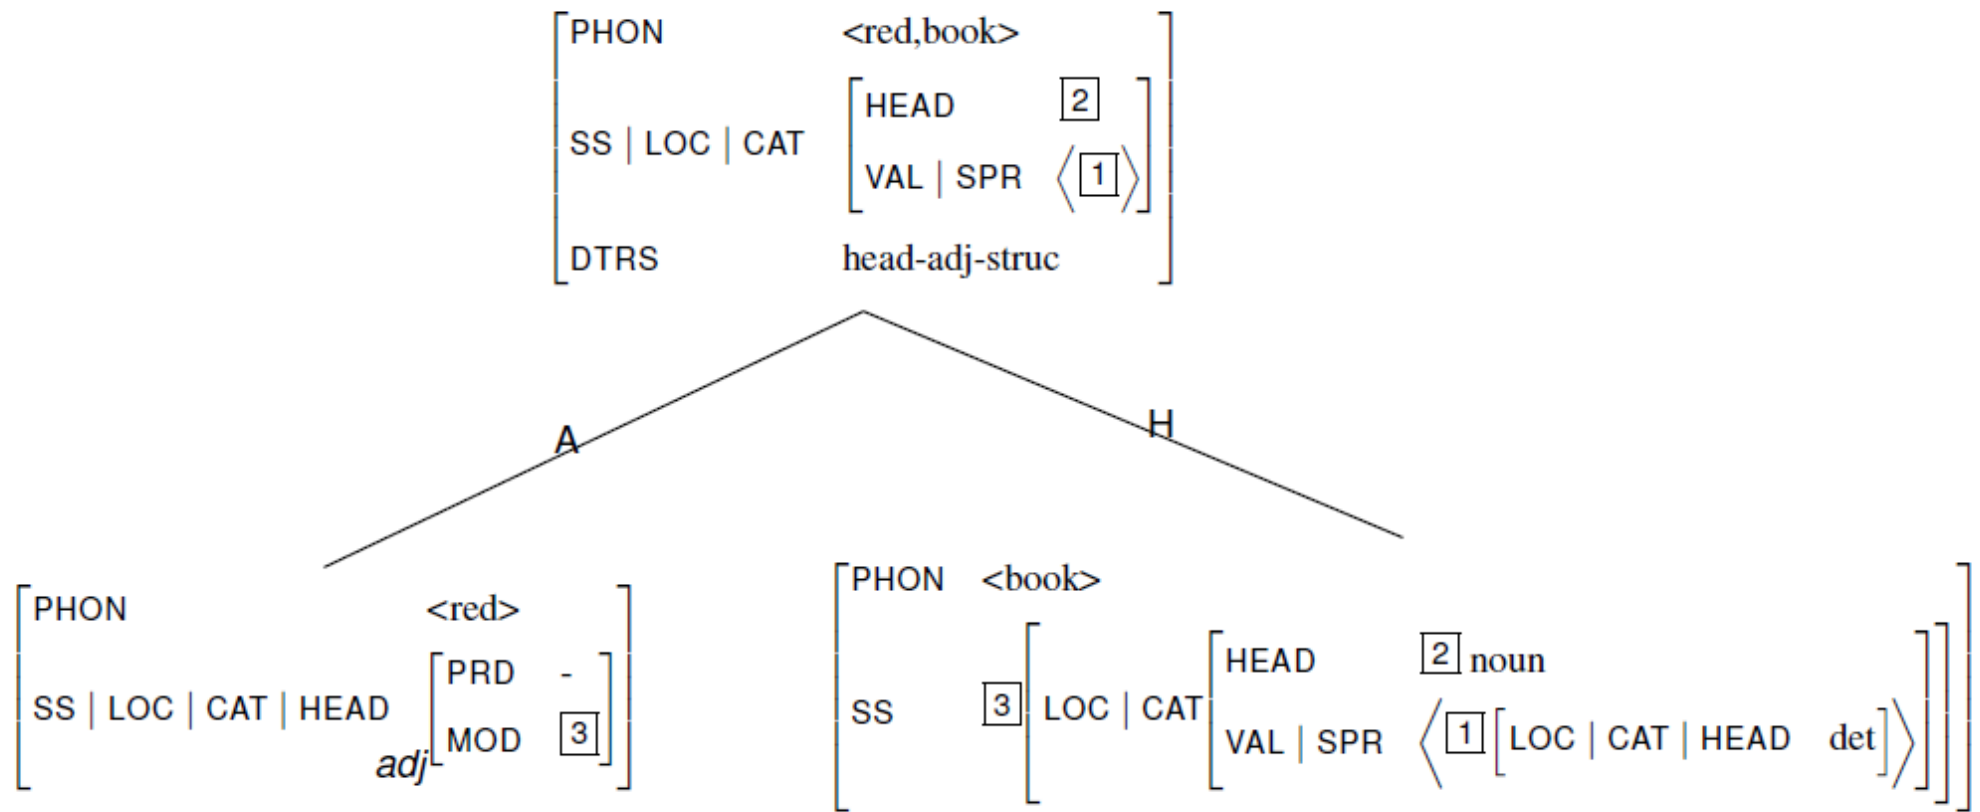 PHON <red,book>
HEAD 2
SS | LOC | CAT
VAL | SPR ⟨1⟩
DTRS head-adj-struc
A
H
PHON <red>
PRD -
SS | LOC | CAT | HEAD
MOD 3
adj
PHON <book>
HEAD 2 noun
SS 3 LOC | CAT
VAL | SPR ⟨1[LOC | CAT | HEAD det]⟩